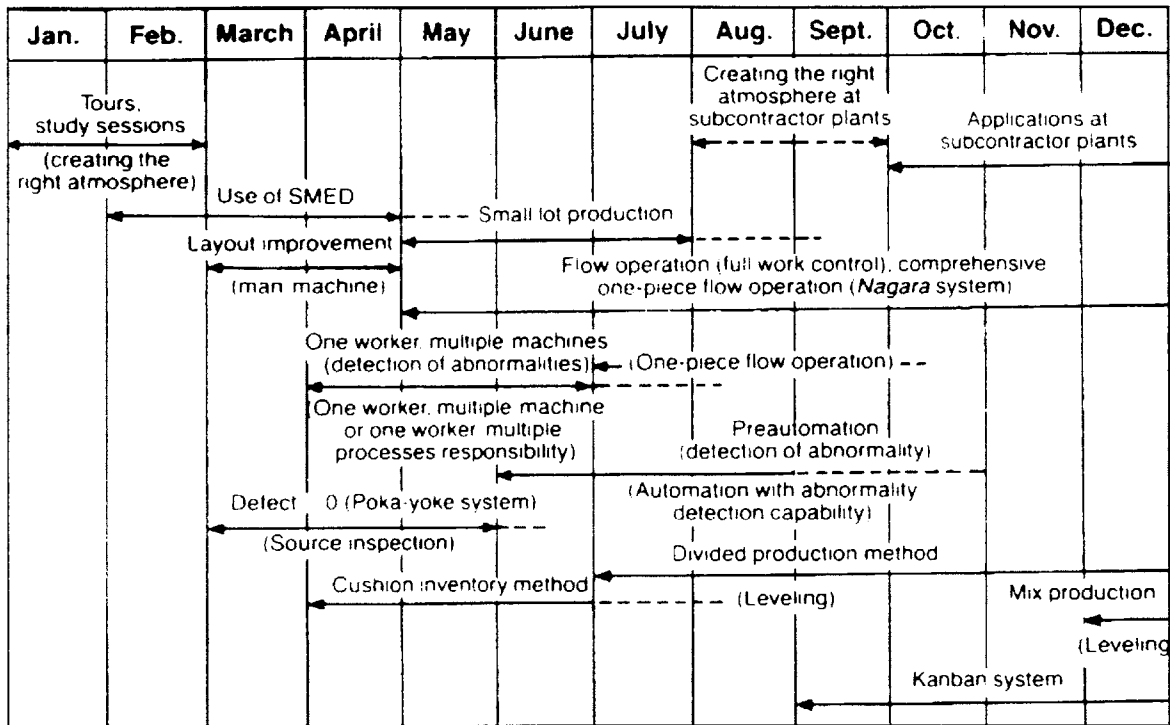 Jan. Feb. March April May June July Aug. Sept. Oct. Nov. Dec.
Creating the right
atmosphere at
subcontractor plants
Tours,
study sessions
(creating the
right atmosphere)
Applications at
subcontractor plants
Use of SMED
Small lot production
Layout improvement
(man machine)
Flow operation (full work control), comprehensive
one-piece flow operation (Nagara system)
One worker, multiple machines
(detection of abnormalities)
(One-piece flow operation)
One worker, multiple machine
or one worker multiple
processes responsibility)
Preautomation
(detection of abnormality)
(Automation with abnormality
detection capability)
Defect 0 (Poka-yoke system)
(Source inspection)
Divided production method
Cushion inventory method
(Leveling)
Mix production
(Leveling
Kanban system